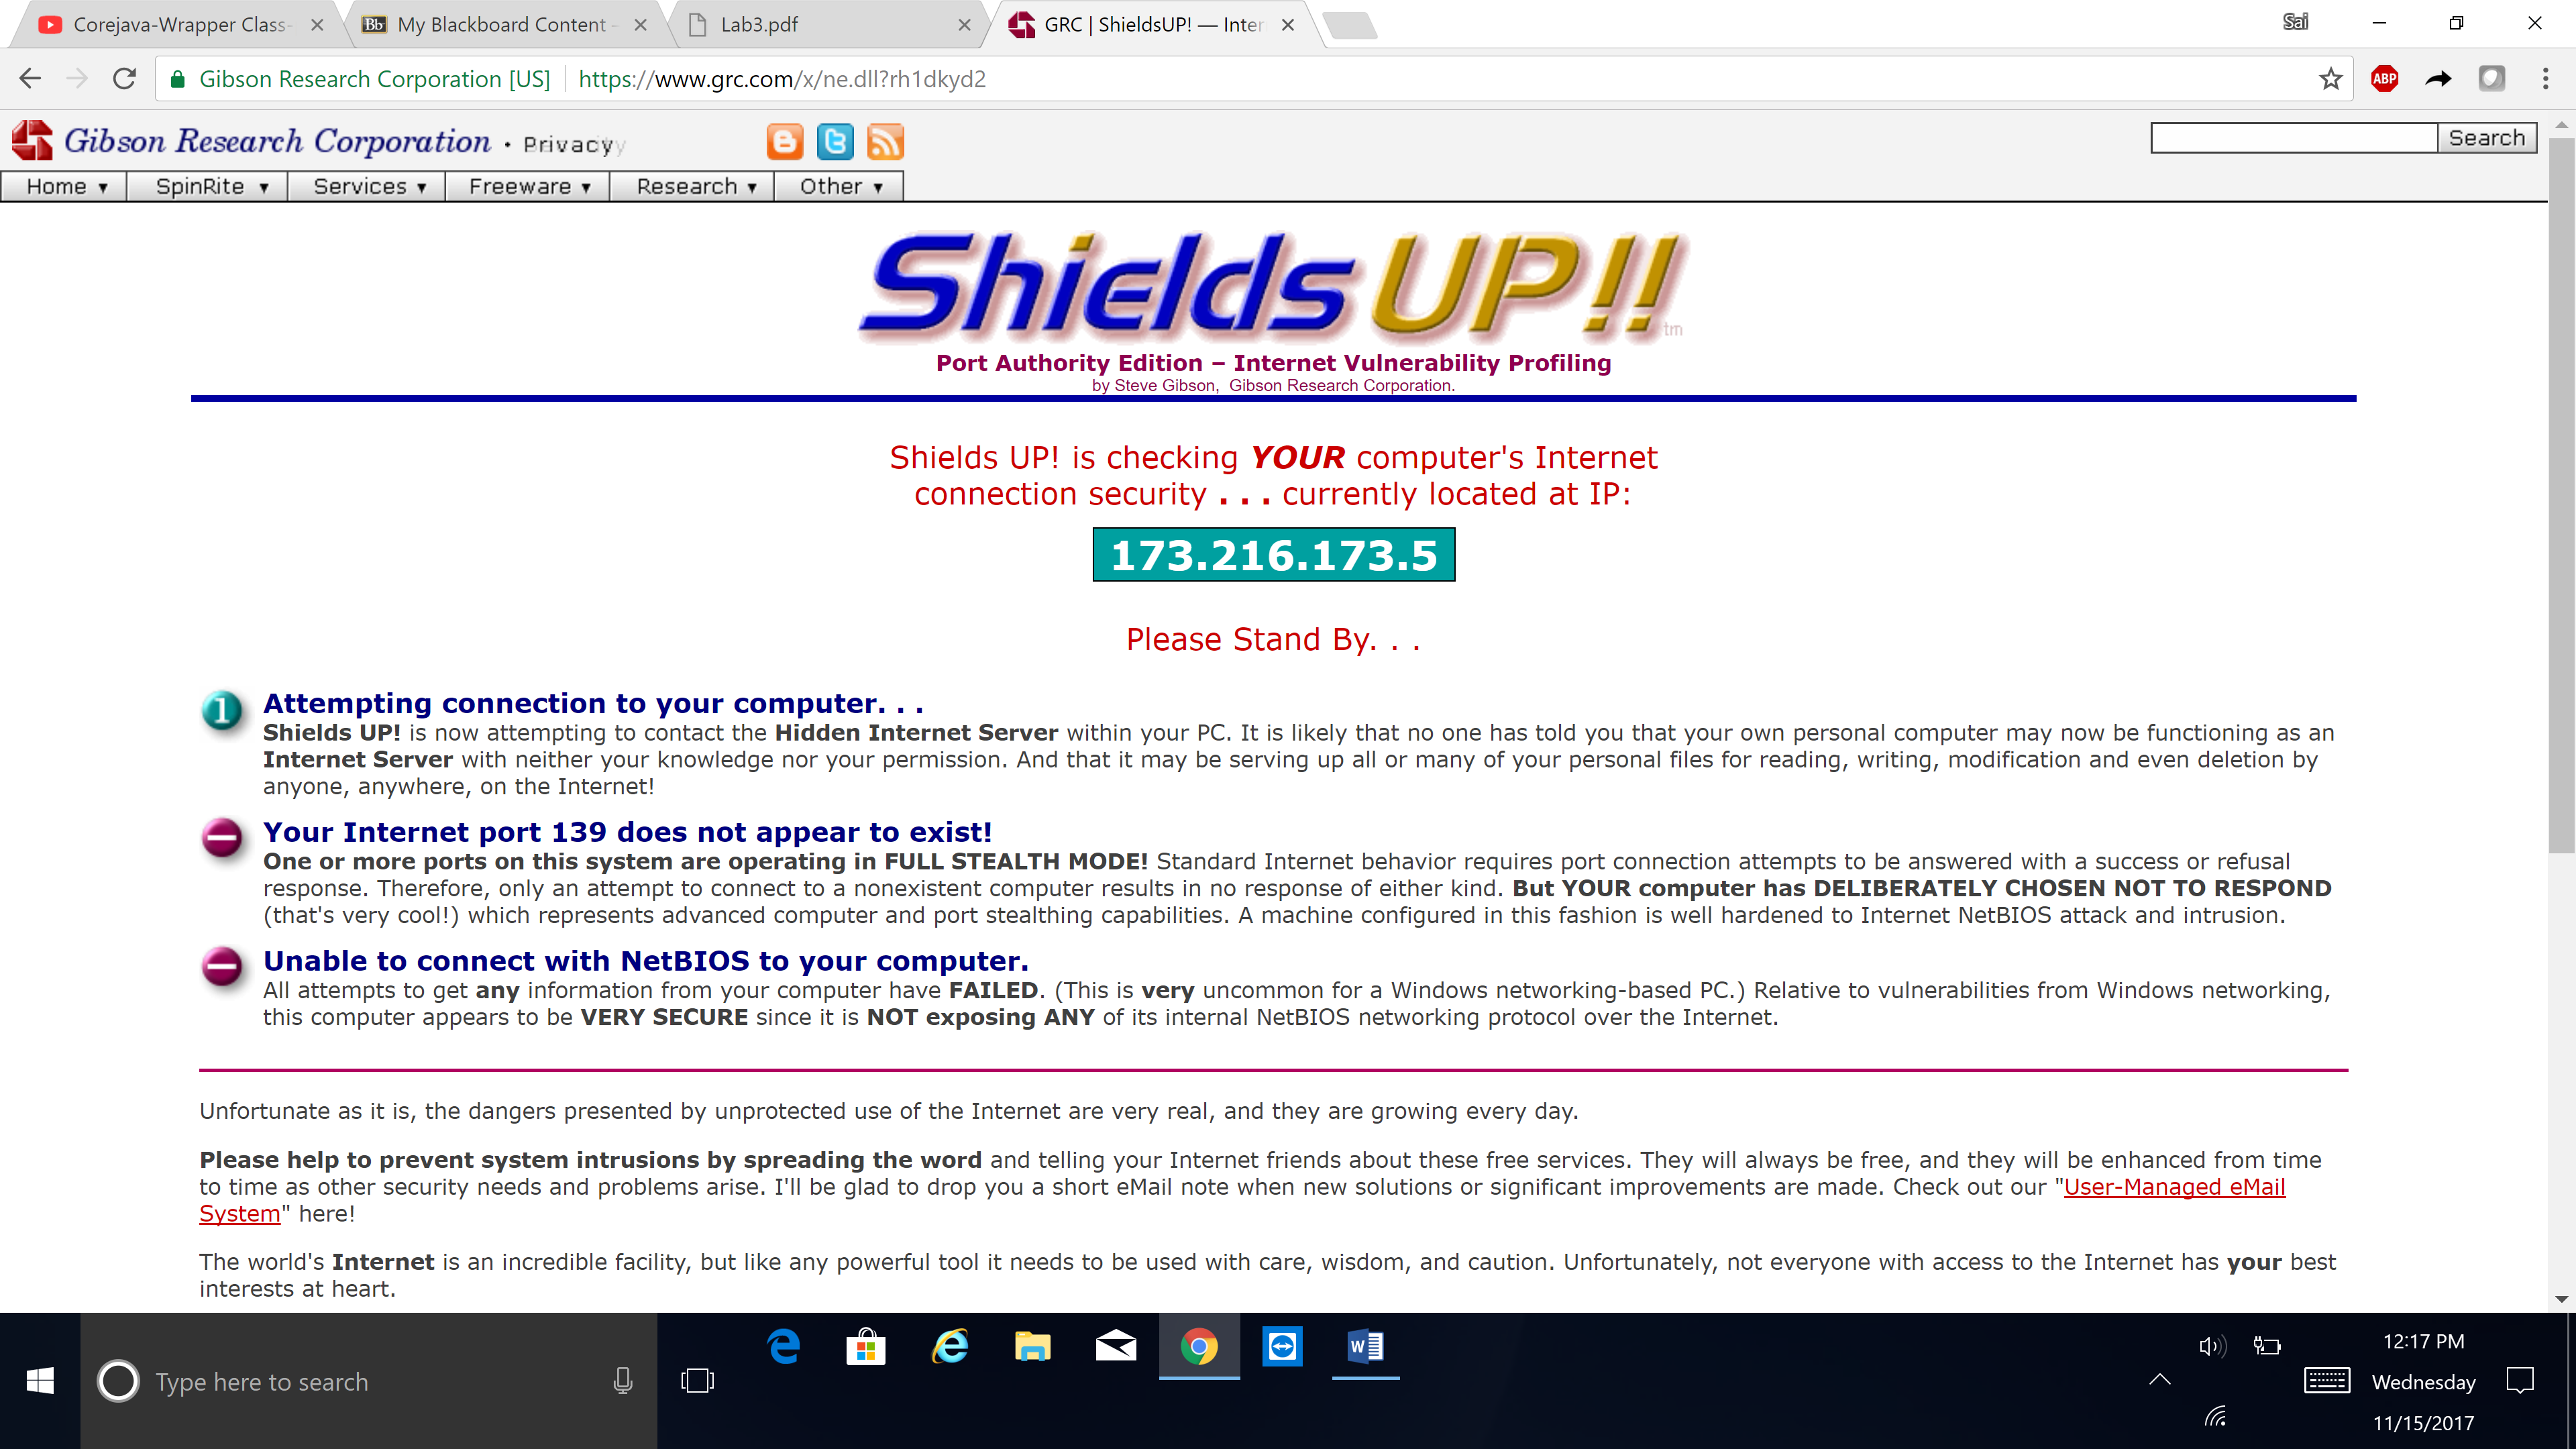 Corejava-Wrapper Class-
My Blackboard Content -
Lab3.pdf
GRC | ShieldsUP! — Inter
Sai
Gibson Research Corporation [US]
https://www.grc.com/x/ne.dll?rh1dkyd2
ABP
Gibson Research Corporation · Privacy
Search
Home ▾ SpinRite ▾ Services ▾ Freeware ▾ Research ▾ Other ▾
Shields UP!! tm
Port Authority Edition – Internet Vulnerability Profiling
by Steve Gibson, Gibson Research Corporation.
Shields UP! is checking YOUR computer's Internet
connection security . . . currently located at IP:
173.216.173.5
Please Stand By. . .
1 Attempting connection to your computer. . .
Shields UP! is now attempting to contact the Hidden Internet Server within your PC. It is likely that no one has told you that your own personal computer may now be functioning as an
Internet Server with neither your knowledge nor your permission. And that it may be serving up all or many of your personal files for reading, writing, modification and even deletion by
anyone, anywhere, on the Internet!
Your Internet port 139 does not appear to exist!
One or more ports on this system are operating in FULL STEALTH MODE! Standard Internet behavior requires port connection attempts to be answered with a success or refusal
response. Therefore, only an attempt to connect to a nonexistent computer results in no response of either kind. But YOUR computer has DELIBERATELY CHOSEN NOT TO RESPOND
(that's very cool!) which represents advanced computer and port stealthing capabilities. A machine configured in this fashion is well hardened to Internet NetBIOS attack and intrusion.
Unable to connect with NetBIOS to your computer.
All attempts to get any information from your computer have FAILED. (This is very uncommon for a Windows networking-based PC.) Relative to vulnerabilities from Windows networking,
this computer appears to be VERY SECURE since it is NOT exposing ANY of its internal NetBIOS networking protocol over the Internet.
Unfortunate as it is, the dangers presented by unprotected use of the Internet are very real, and they are growing every day.
Please help to prevent system intrusions by spreading the word and telling your Internet friends about these free services. They will always be free, and they will be enhanced from time
to time as other security needs and problems arise. I'll be glad to drop you a short eMail note when new solutions or significant improvements are made. Check out our "User-Managed eMail
System" here!
The world's Internet is an incredible facility, but like any powerful tool it needs to be used with care, wisdom, and caution. Unfortunately, not everyone with access to the Internet has your best
interests at heart.
Type here to search
12:17 PM
Wednesday
11/15/2017